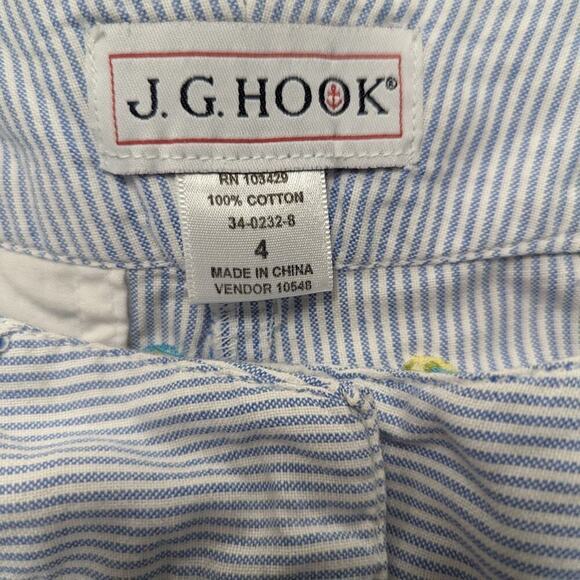 J. G. HOOK®
RN 103429
100% COTTON
34-0232-8
4
MADE IN CHINA
VENDOR 10548